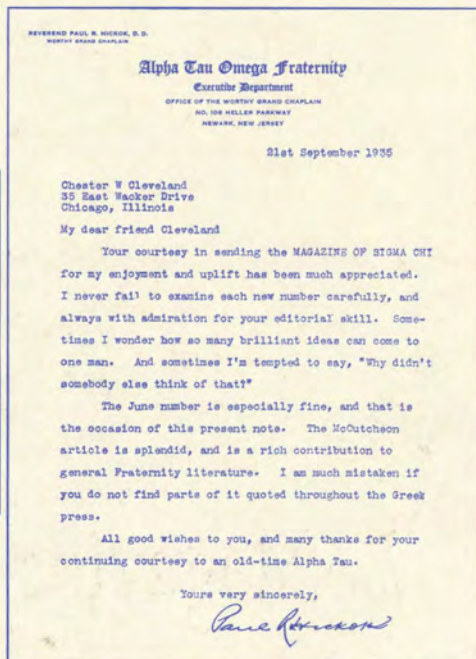 REVEREND PAUL R. HICKOK, D. D.
WORTHY GRAND CHAPLAIN
Alpha Tau Omega Fraternity
Executive Department
OFFICE OF THE WORTHY GRAND CHAPLAIN
NO. 106 HELLER PARKWAY
NEWARK, NEW JERSEY
21st September 1935
Chester W Cleveland
35 East Wacker Drive
Chicago, Illinois
My dear friend Cleveland
Your courtesy in sending the MAGAZINE OF SIGMA CHI
for my enjoyment and uplift has been much appreciated.
I never fail to examine each new number carefully, and
always with admiration for your editorial skill. Some-
times I wonder how so many brilliant ideas can come to
one man. And sometimes I'm tempted to say, "Why didn't
somebody else think of that?"
The June number is especially fine, and that is
the occasion of this present note. The McCutcheon
article is splendid, and is a rich contribution to
general Fraternity literature. I am much mistaken if
you do not find parts of it quoted throughout the Greek
press.
All good wishes to you, and many thanks for your
continuing courtesy to an old-time Alpha Tau.
Yours very sincerely,
Paul R Hickok